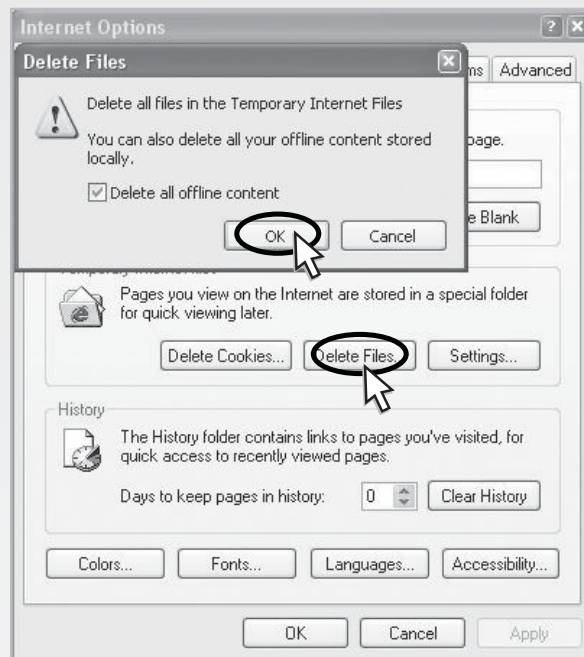 Internet Options
Delete Files
Delete all files in the Temporary Internet Files
You can also delete all your offline content stored
locally.
Delete all offline content
OK
Cancel
Advanced
page.
e Blank
Pages you view on the Internet are stored in a special folder
for quick viewing later.
Delete Cookies...
Delete Files...
Settings...
History
The History folder contains links to pages you've visited, for
quick access to recently viewed pages.
Days to keep pages in history:
0
Clear History
Colors...
Fonts...
Languages...
Accessibility...
OK
Cancel
Apply